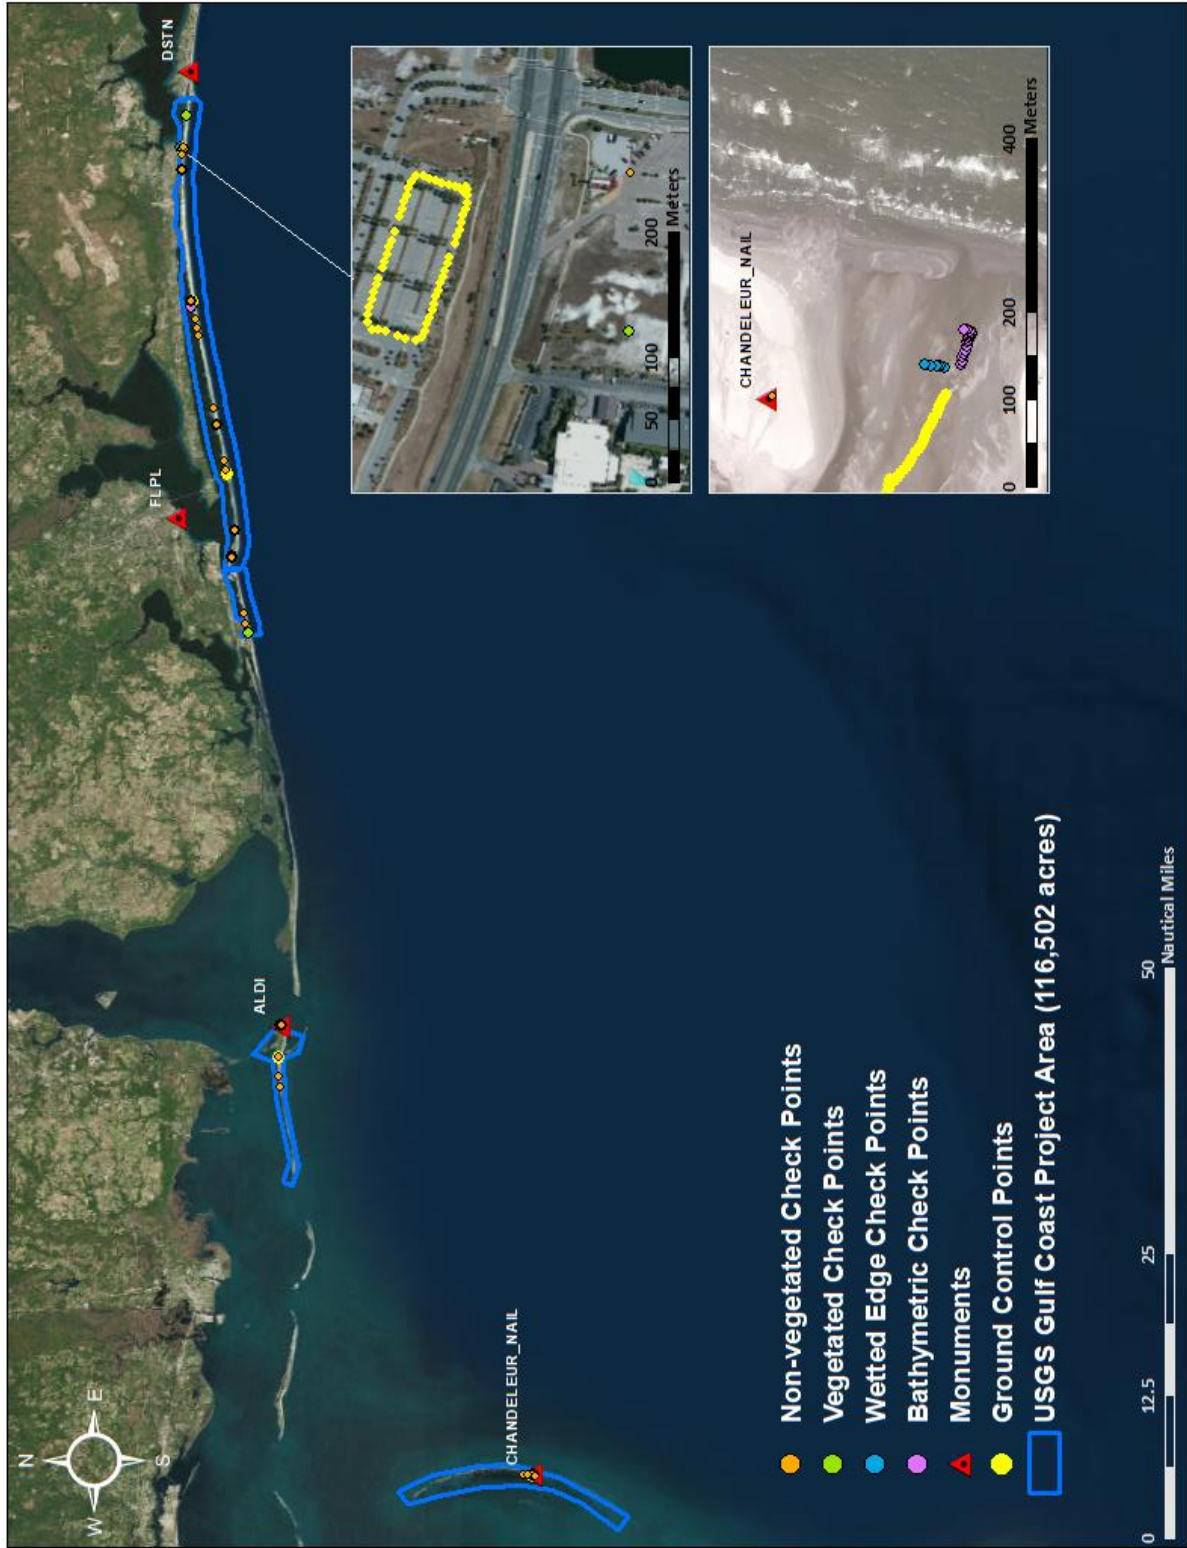 N
W
E
S
CHANDELEUR_NAIL
ALDI
FLPL
DSTN
0
50
100
200
Meters
CHANDELEUR_NAIL
0
100
200
400
Meters
Non-vegetated Check Points
Vegetated Check Points
Wetted Edge Check Points
Bathymetric Check Points
Monuments
Ground Control Points
USGS Gulf Coast Project Area (116,502 acres)
0
12.5
25
50
Nautical Miles